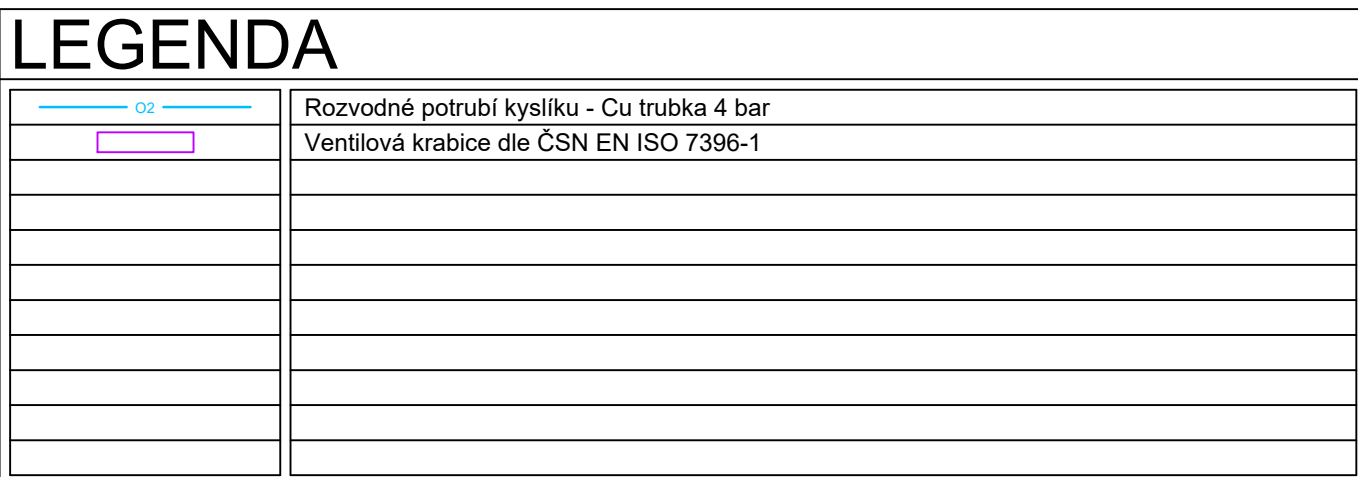 LEGENDA
O2
Rozvodné potrubí kyslíku - Cu trubka 4 bar
Ventilová krabice dle ČSN EN ISO 7396-1